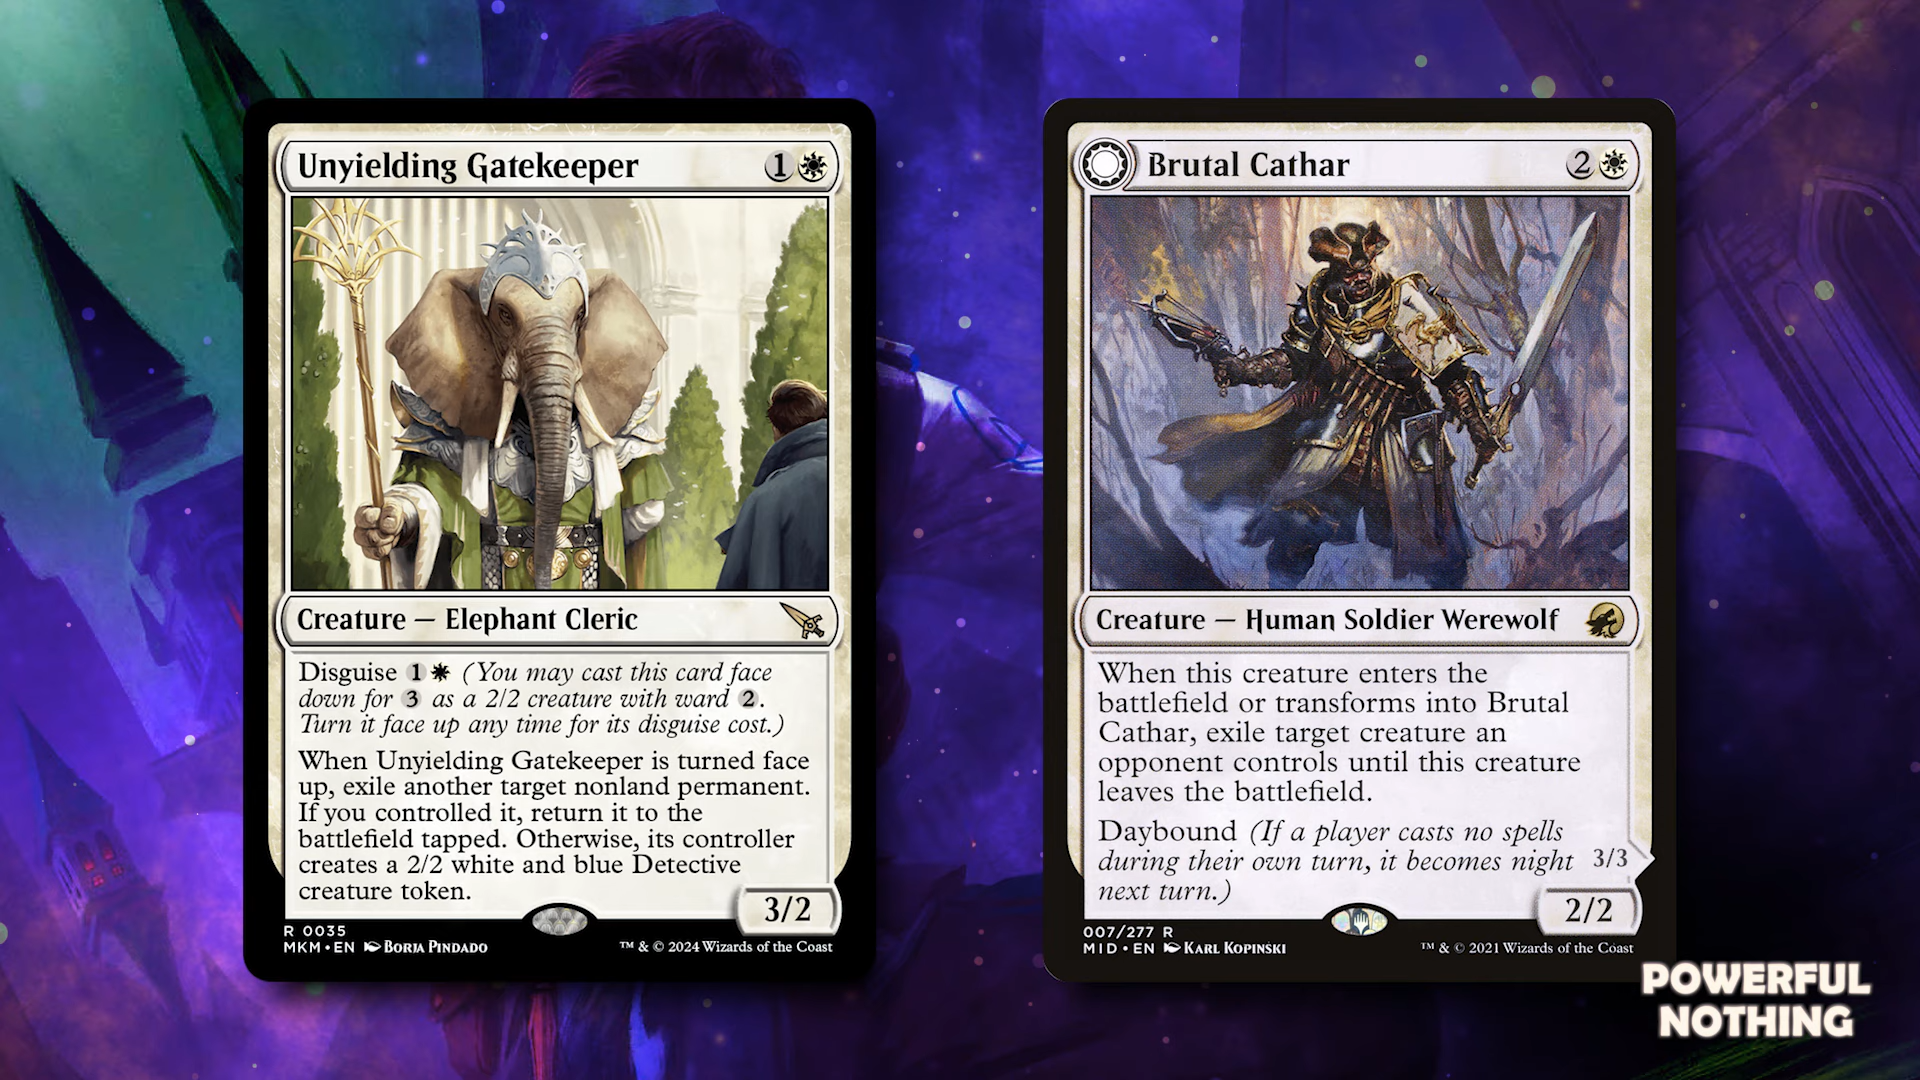 Unyielding Gatekeeper 1
Creature — Elephant Cleric
Disguise 1 (You may cast this card face
down for 3 as a 2/2 creature with ward 2.
Turn it face up any time for its disguise cost.)
When Unyielding Gatekeeper is turned face
up, exile another target nonland permanent.
If you controlled it, return it to the
battlefield tapped. Otherwise, its controller
creates a 2/2 white and blue Detective
creature token.
3/2
R 0035
MKM • EN Borja Pindado
™ & © 2024 Wizards of the Coast
Brutal Cathar 2
Creature — Human Soldier Werewolf
When this creature enters the
battlefield or transforms into Brutal
Cathar, exile target creature an
opponent controls until this creature
leaves the battlefield.
Daybound (If a player casts no spells
during their own turn, it becomes night
next turn.)
3/3
2/2
007/277 R
MID • EN Karl Kopinski
™ & © 2021 Wizards of the Coast
POWERFUL
NOTHING